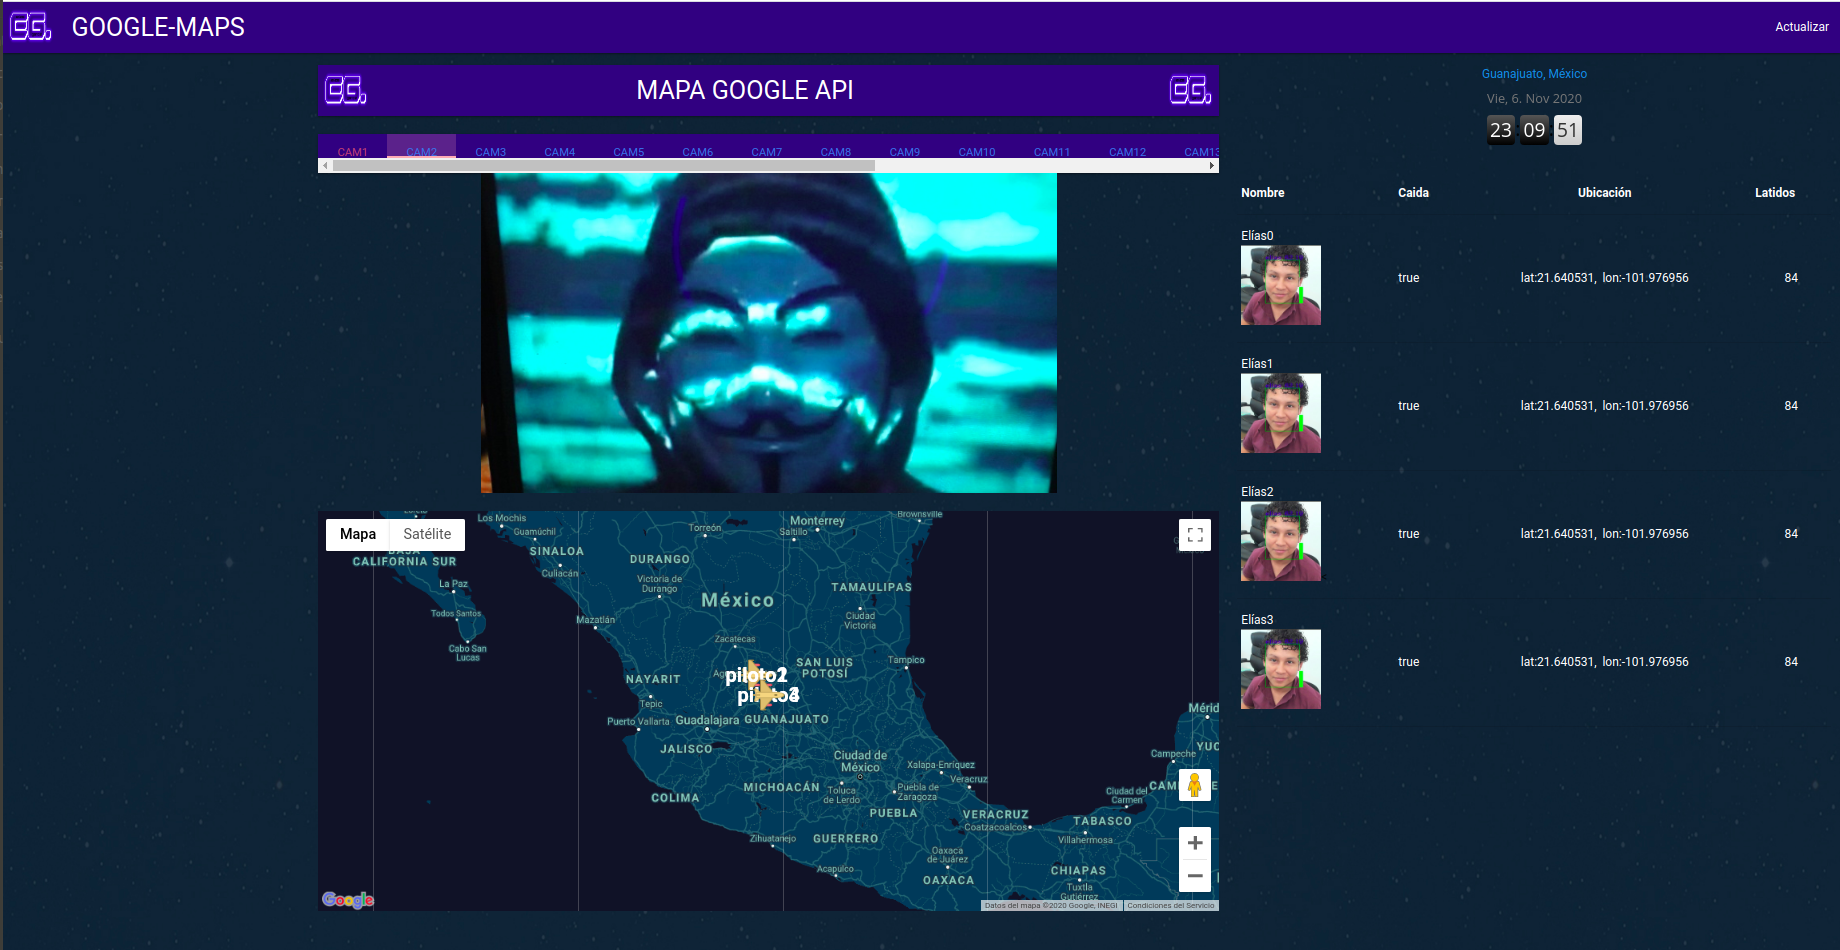 CG.
GOOGLE-MAPS
Actualizar
CG.
MAPA GOOGLE API
CG.
CAM1
CAM2
CAM3
CAM4
CAM5
CAM6
CAM7
CAM8
CAM9
CAM10
CAM11
CAM12
CAM13
Guanajuato, México
Vie, 6. Nov 2020
23 09 51
Nombre Caida Ubicación Latidos
Elías0
true lat:21.640531, lon:-101.976956 84
Elías1
true lat:21.640531, lon:-101.976956 84
Elías2
true lat:21.640531, lon:-101.976956 84
Elías3
true lat:21.640531, lon:-101.976956 84
Mapa Satélite
Los Mochis
Guamúchil
SINALOA
Culiacán
BAJA
CALIFORNIA SUR
La Paz
Todos Santos
Cabo San
Lucas
Torreón
DURANGO
Victoria de
Durango
Monterrey
Saltillo
Brownsville
México
TAMAULIPAS
Ciudad
Victoria
Mazatlán
Zacatecas
SAN LUIS
POTOSÍ
Tampico
NAYARIT
Tepic
Puerto Vallarta
Guadalajara
GUANAJUATO
JALISCO
Ciudad de
México
Xalapa-Enríquez
Veracruz
MICHOACÁN
Toluca
de Lerdo
Puebla de
Zaragoza
COLIMA
PUEBLA
VERACRUZ
Coatzacoalcos
Zihuatanejo
GUERRERO
Acapulco
Oaxaca
de Juárez
OAXACA
Mérid
YUC
Campeche
Ciudad del
Carmen
TABASCO
Villahermosa
CHIAPAS
Tuxtla
Gutiérrez
Google
Datos del mapa ©2020 Google, INEGI
Condiciones del Servicio